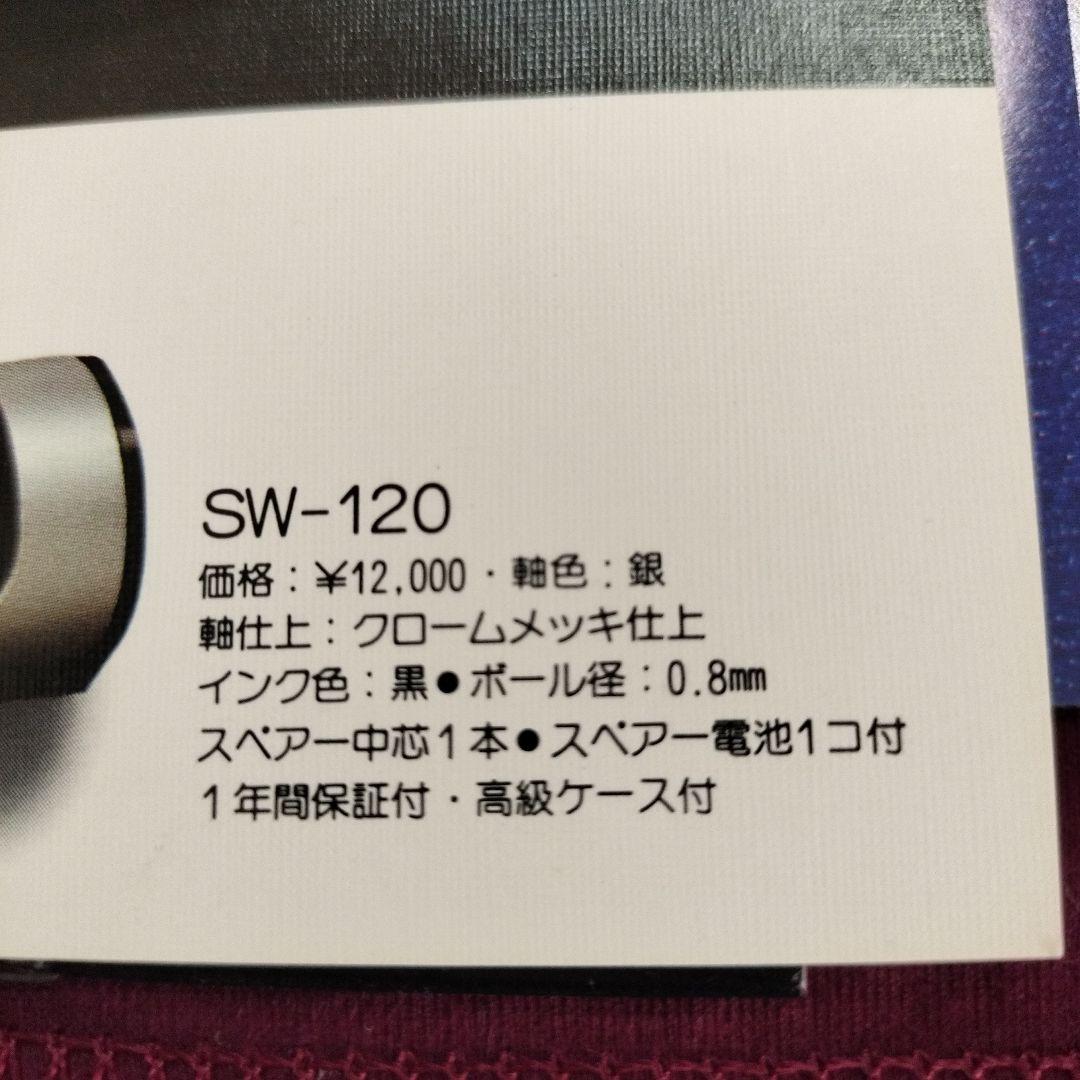 SW-120
価格：¥12,000・軸色：銀
軸仕上：クロームメッキ仕上
インク色：黒●ボール径：0.8mm
スペアー中芯1本●スペアー電池1コ付
1年間保証付・高級ケース付